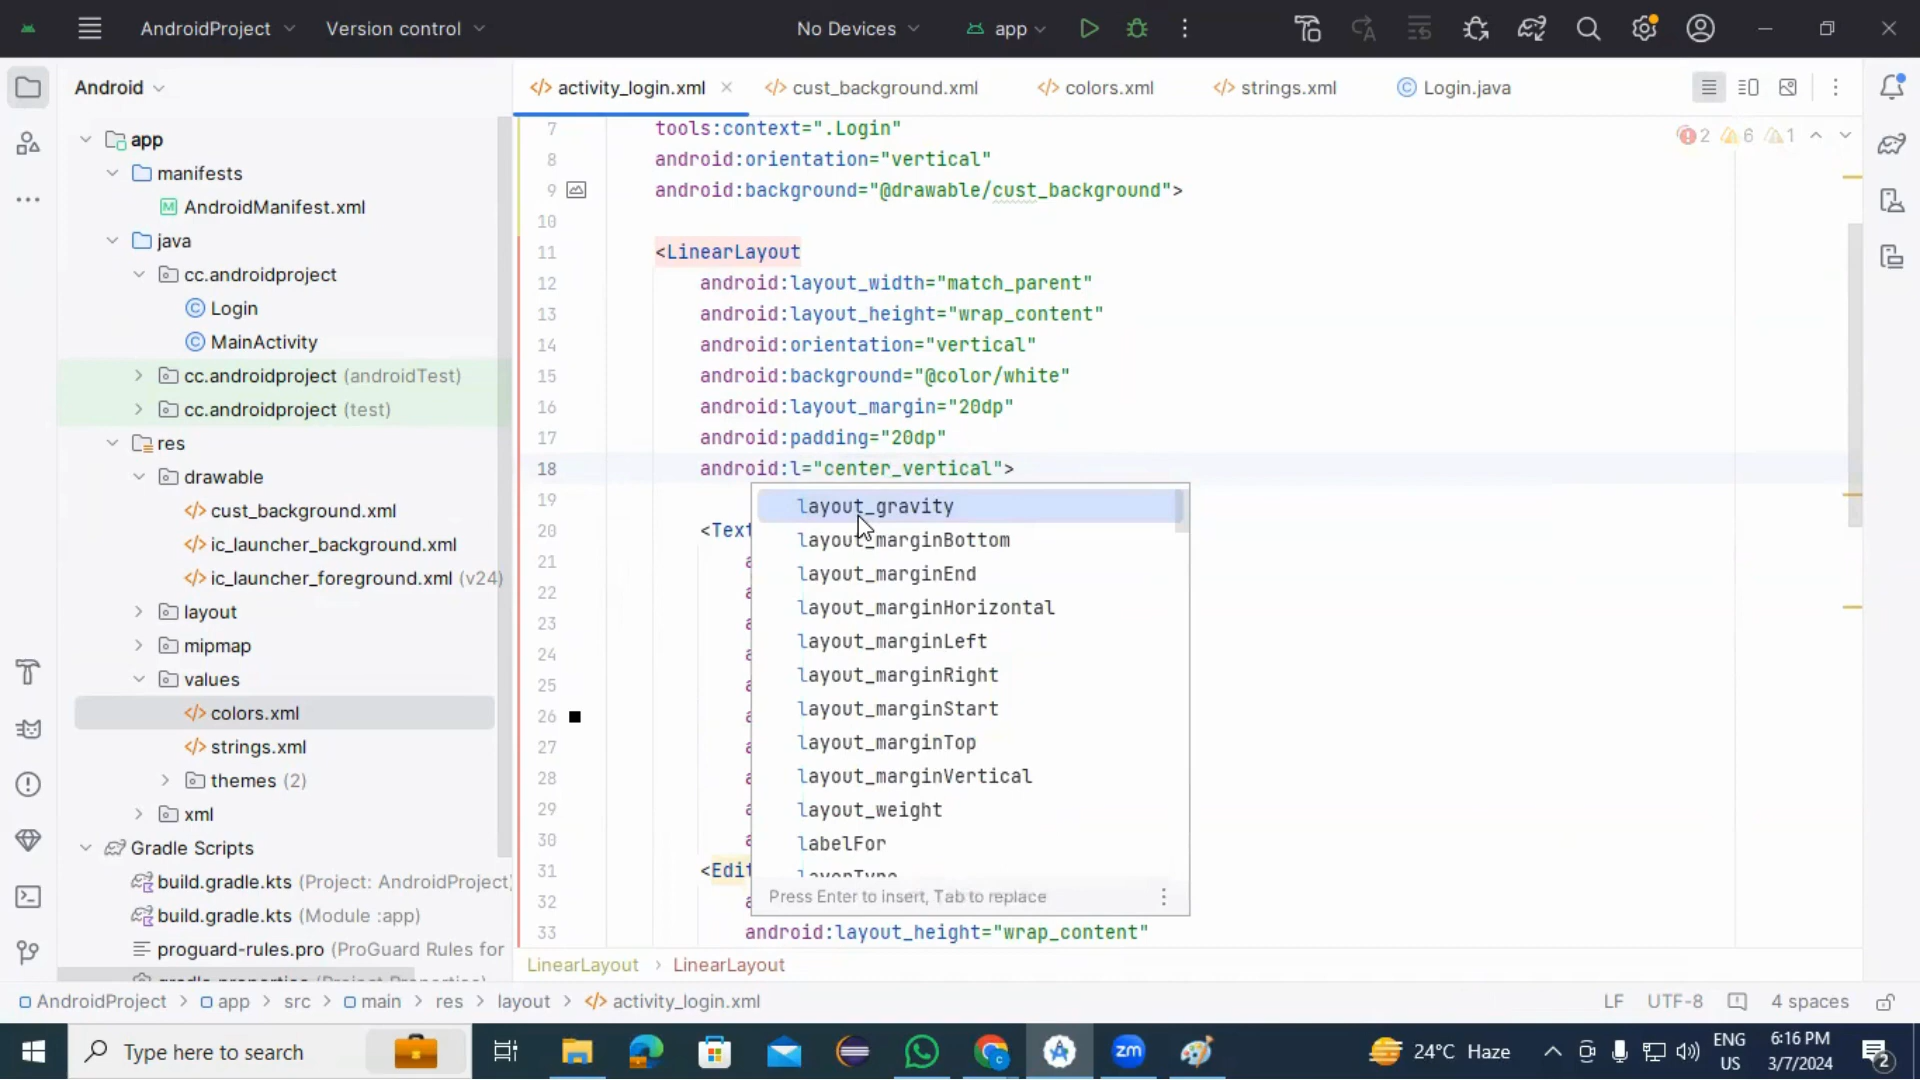 AndroidProject
Version control
No Devices
app
Android
activity_login.xml
cust_background.xml
colors.xml
strings.xml
Login.java
app
manifests
AndroidManifest.xml
java
cc.androidproject
Login
MainActivity
cc.androidproject (androidTest)
cc.androidproject (test)
res
drawable
cust_background.xml
ic_launcher_background.xml
ic_launcher_foreground.xml (v24)
layout
mipmap
values
colors.xml
strings.xml
themes (2)
xml
Gradle Scripts
build.gradle.kts (Project: AndroidProject)
build.gradle.kts (Module :app)
proguard-rules.pro (ProGuard Rules for
gradle.properties (Project Properties)
2 6 1
7 tools:context=".Login"
8 android:orientation="vertical"
9 android:background="@drawable/cust_background">
10
11 <LinearLayout
12 android:layout_width="match_parent"
13 android:layout_height="wrap_content"
14 android:orientation="vertical"
15 android:background="@color/white"
16 android:layout_margin="20dp"
17 android:padding="20dp"
18 android:l="center_vertical">
19
20 <Text
21 a
22 a
23 a
24 a
25 a
26 a
27 a
28 a
29 a
30 a
31 <Edit
32 a
33 android:layout_height="wrap_content"
layout_gravity
layout_marginBottom
layout_marginEnd
layout_marginHorizontal
layout_marginLeft
layout_marginRight
layout_marginStart
layout_marginTop
layout_marginVertical
layout_weight
labelFor
layerType
Press Enter to insert, Tab to replace
LinearLayout > LinearLayout
AndroidProject > app > src > main > res > layout > activity_login.xml
LF UTF-8 4 spaces
Type here to search
zm
24°C Haze
ENG
US
6:16 PM
3/7/2024
2